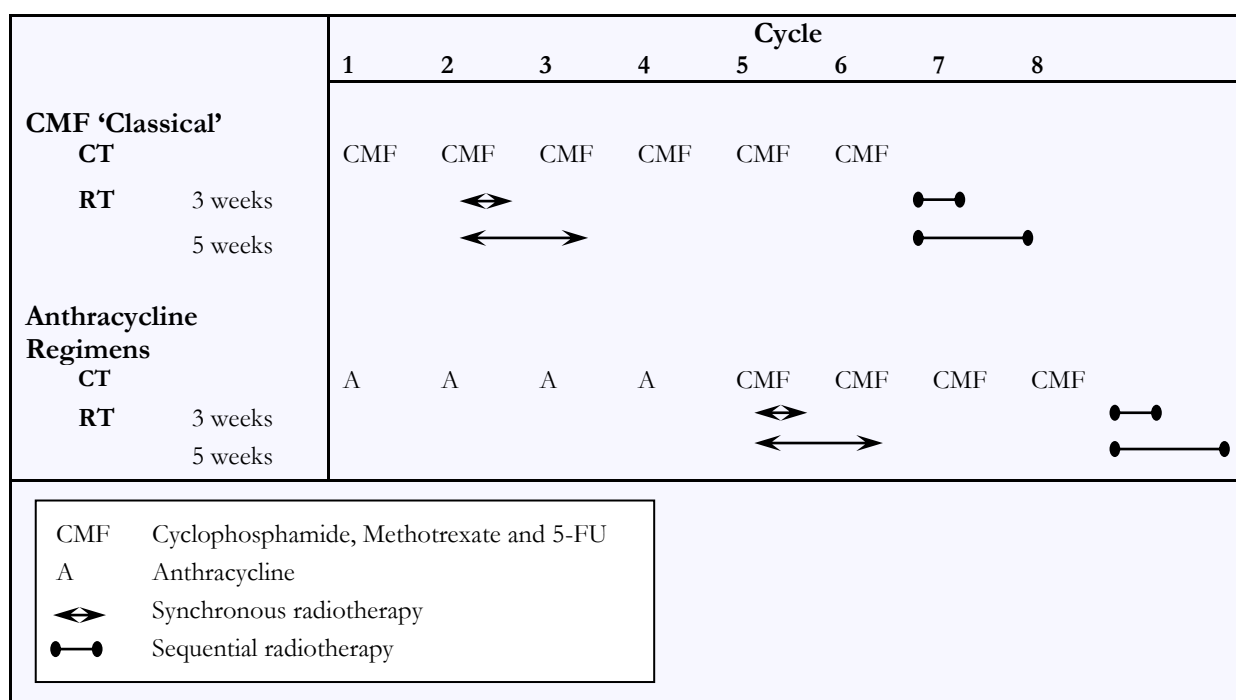 Cycle
1 2 3 4 5 6 7 8
CMF ‘Classical’
CT CMF CMF CMF CMF CMF CMF
RT 3 weeks
5 weeks
Anthracycline
Regimens
CT A A A A CMF CMF CMF CMF
RT 3 weeks
5 weeks
CMF Cyclophosphamide, Methotrexate and 5-FU
A Anthracycline
Synchronous radiotherapy
Sequential radiotherapy